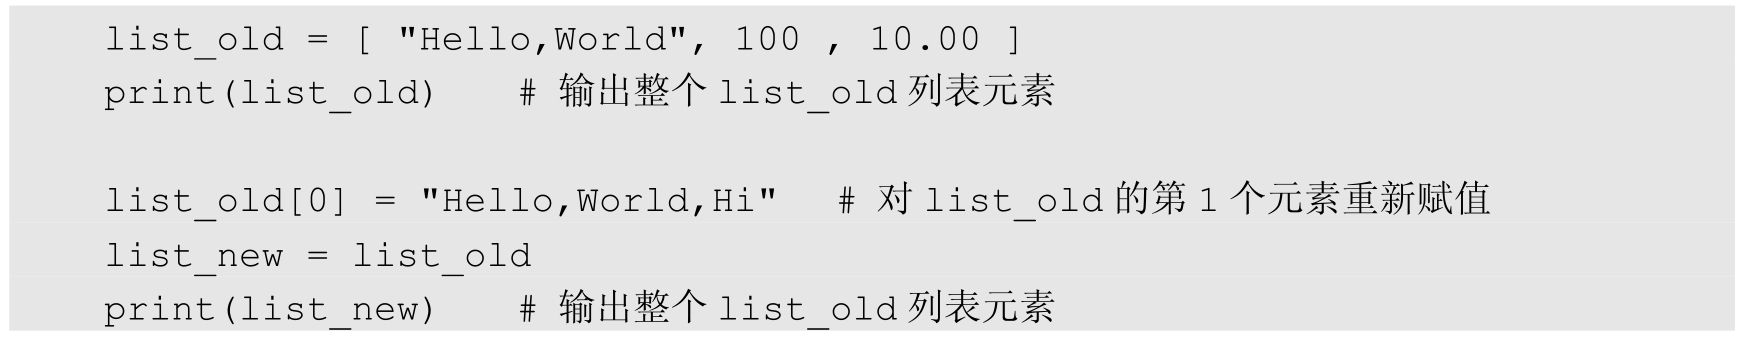 list_old = [ "Hello,World", 100 , 10.00 ]
print(list_old)    # 输出整个 list_old 列表元素
list_old[0] = "Hello,World,Hi"   # 对 list_old 的第 1 个元素重新赋值
list_new = list_old
print(list_new)    # 输出整个 list_old 列表元素